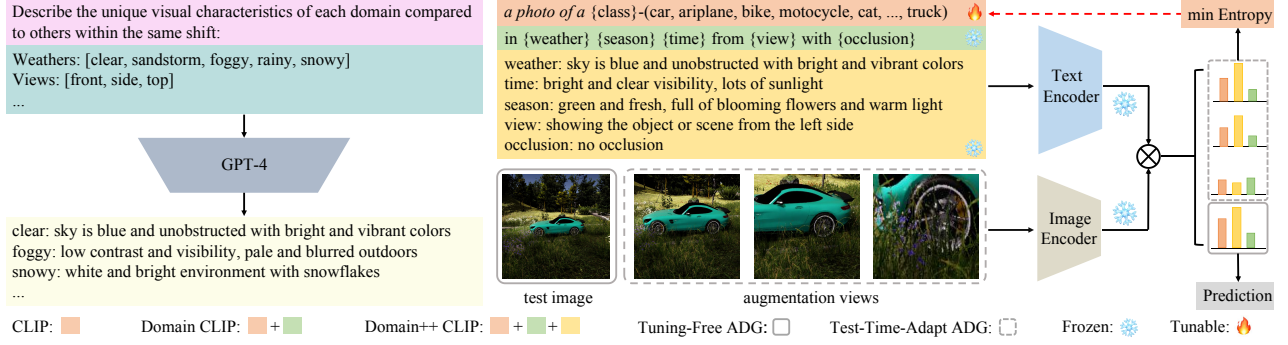 Describe the unique visual characteristics of each domain compared
to others within the same shift:
Weathers: [clear, sandstorm, foggy, rainy, snowy]
Views: [front, side, top]
...
GPT-4
clear: sky is blue and unobstructed with bright and vibrant colors
foggy: low contrast and visibility, pale and blurred outdoors
snowy: white and bright environment with snowflakes
...
a photo of a {class}-(car, ariplane, bike, motocycle, cat, ..., truck)
in {weather} {season} {time} from {view} with {occlusion}
weather: sky is blue and unobstructed with bright and vibrant colors
time: bright and clear visibility, lots of sunlight
season: green and fresh, full of blooming flowers and warm light
view: showing the object or scene from the left side
occlusion: no occlusion
test image
augmentation views
Text
Encoder
Image
Encoder
min Entropy
Prediction
CLIP:
Domain CLIP: +
Domain++ CLIP: + +
Tuning-Free ADG:
Test-Time-Adapt ADG:
Frozen:
Tunable: